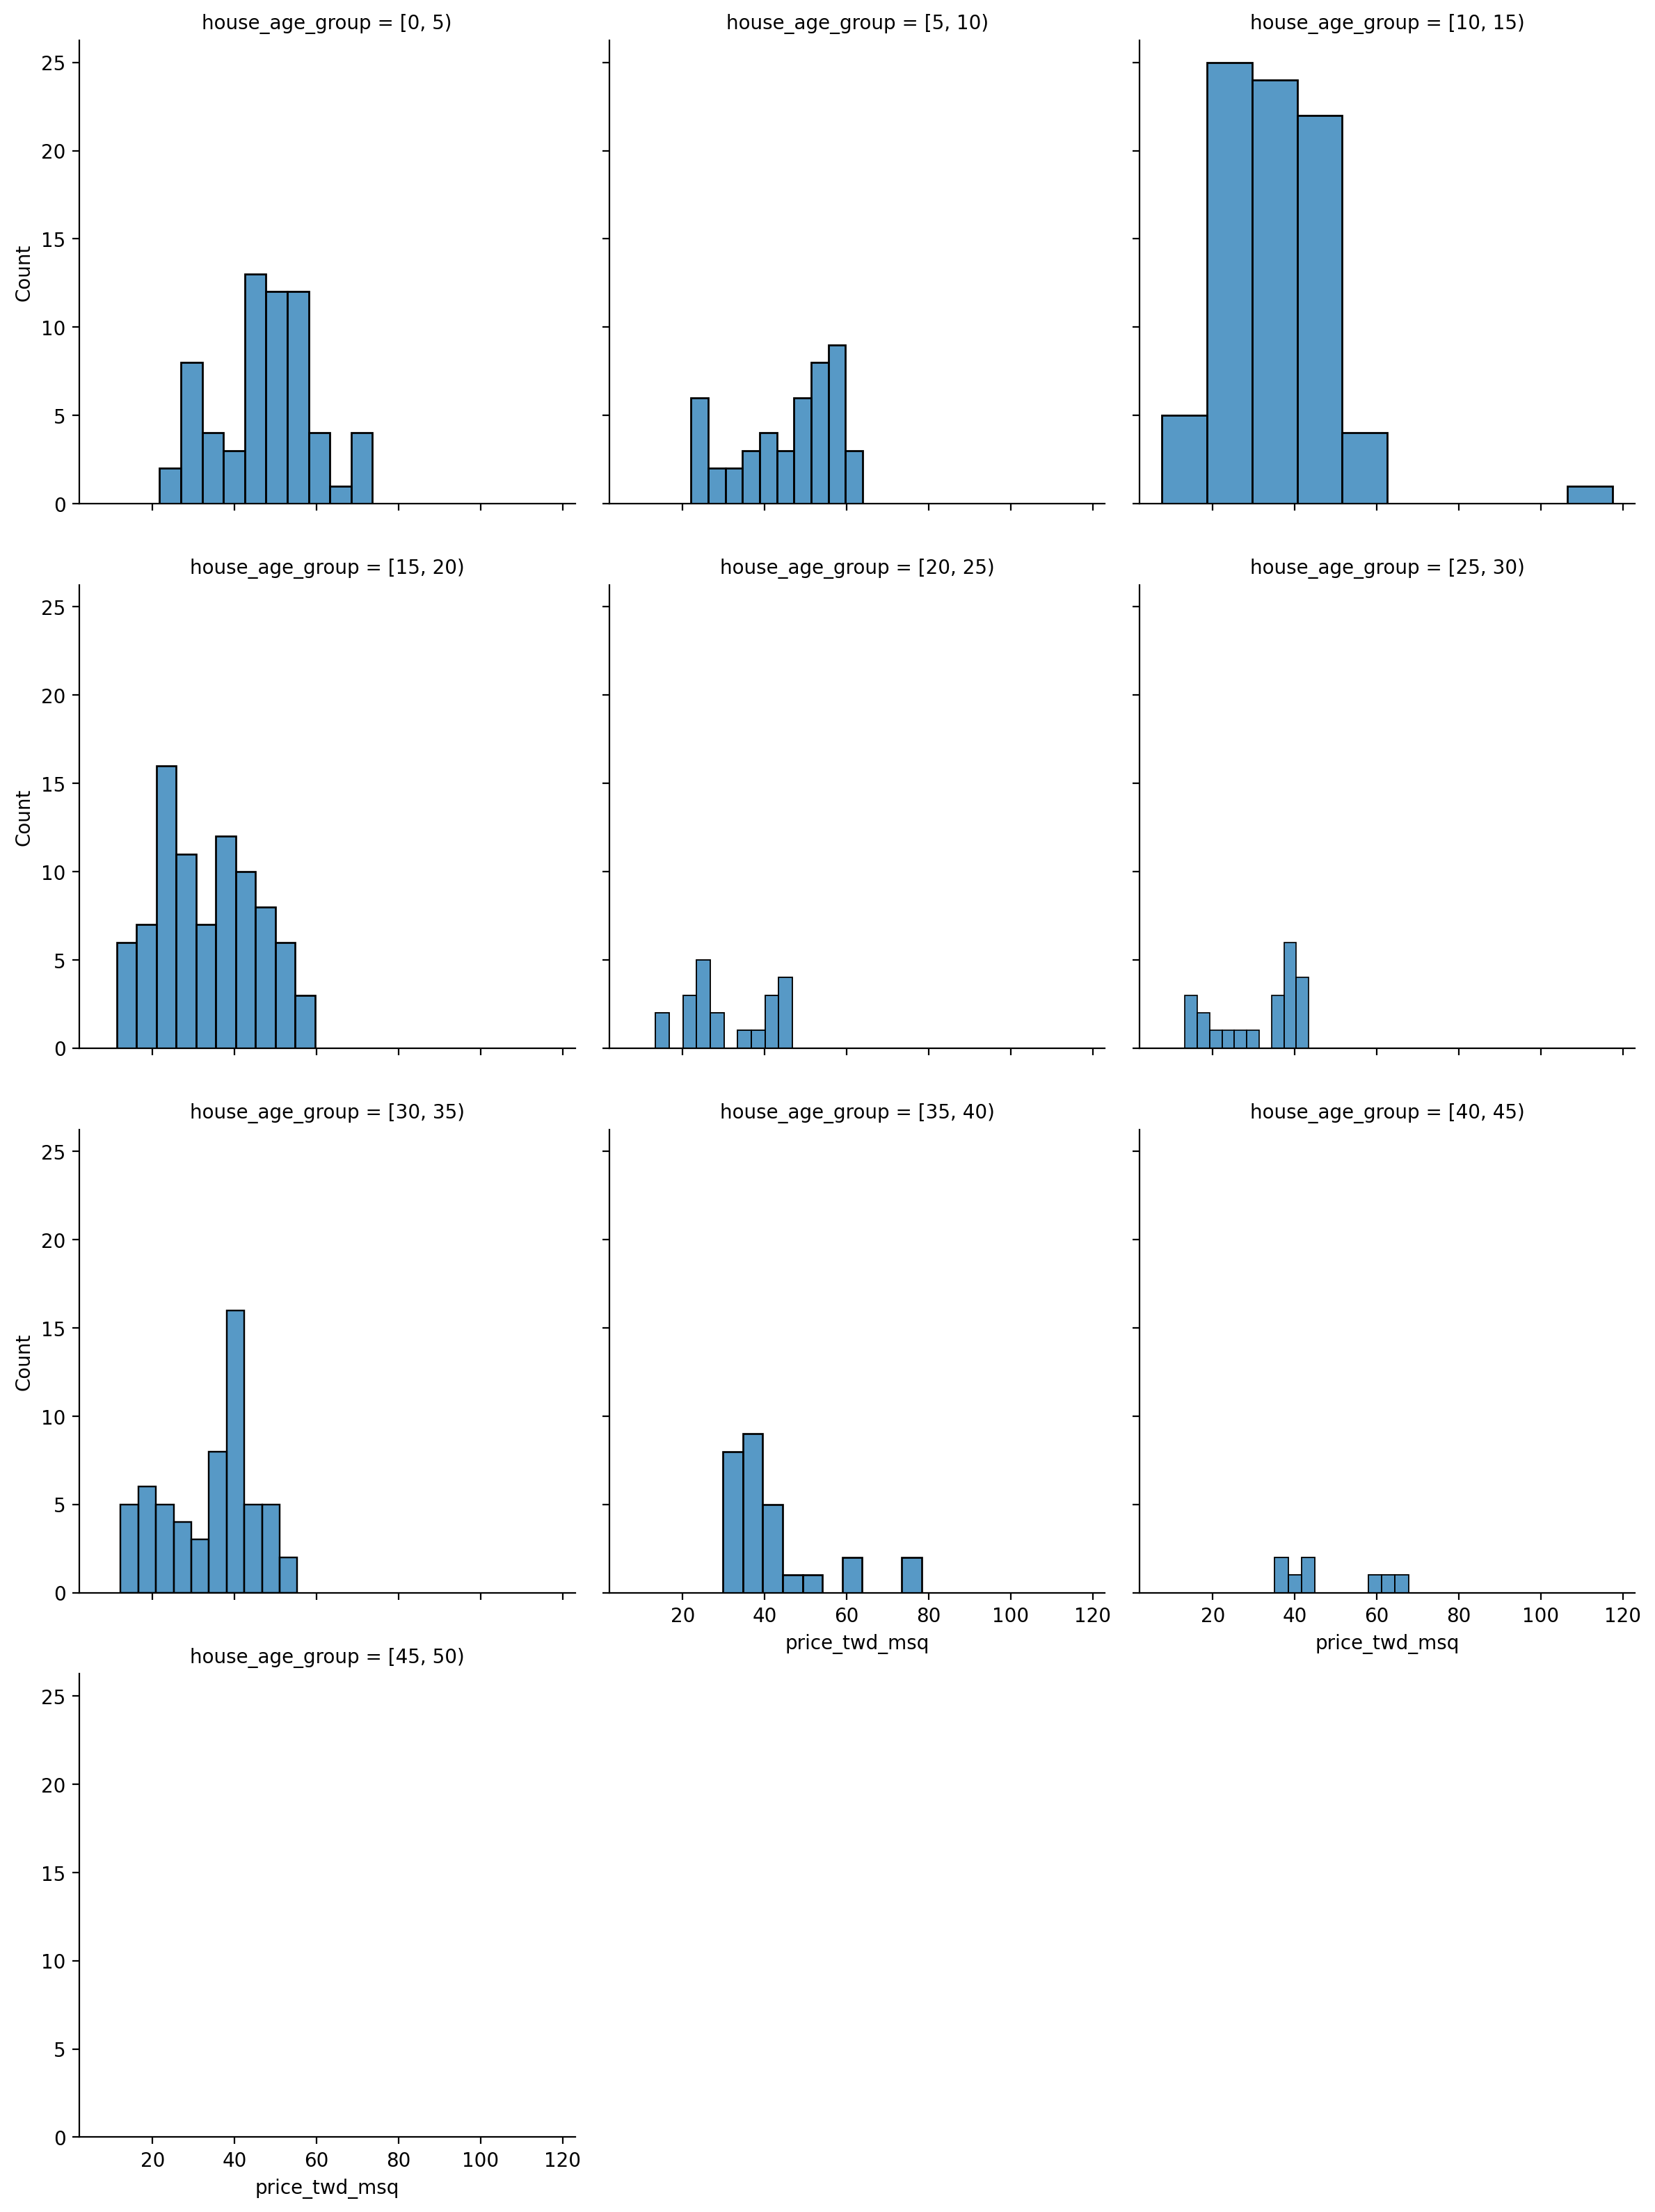 house_age_group = [0, 5)
house_age_group = [5, 10)
house_age_group = [10, 15)
25
20
15
10
5
0
Count
house_age_group = [15, 20)
house_age_group = [20, 25)
house_age_group = [25, 30)
25
20
15
10
5
0
Count
house_age_group = [30, 35)
house_age_group = [35, 40)
house_age_group = [40, 45)
25
20
15
10
5
0
Count
20 40 60 80 100 120
price_twd_msq
20 40 60 80 100 120
price_twd_msq
house_age_group = [45, 50)
25
20
15
10
5
0
20 40 60 80 100 120
price_twd_msq